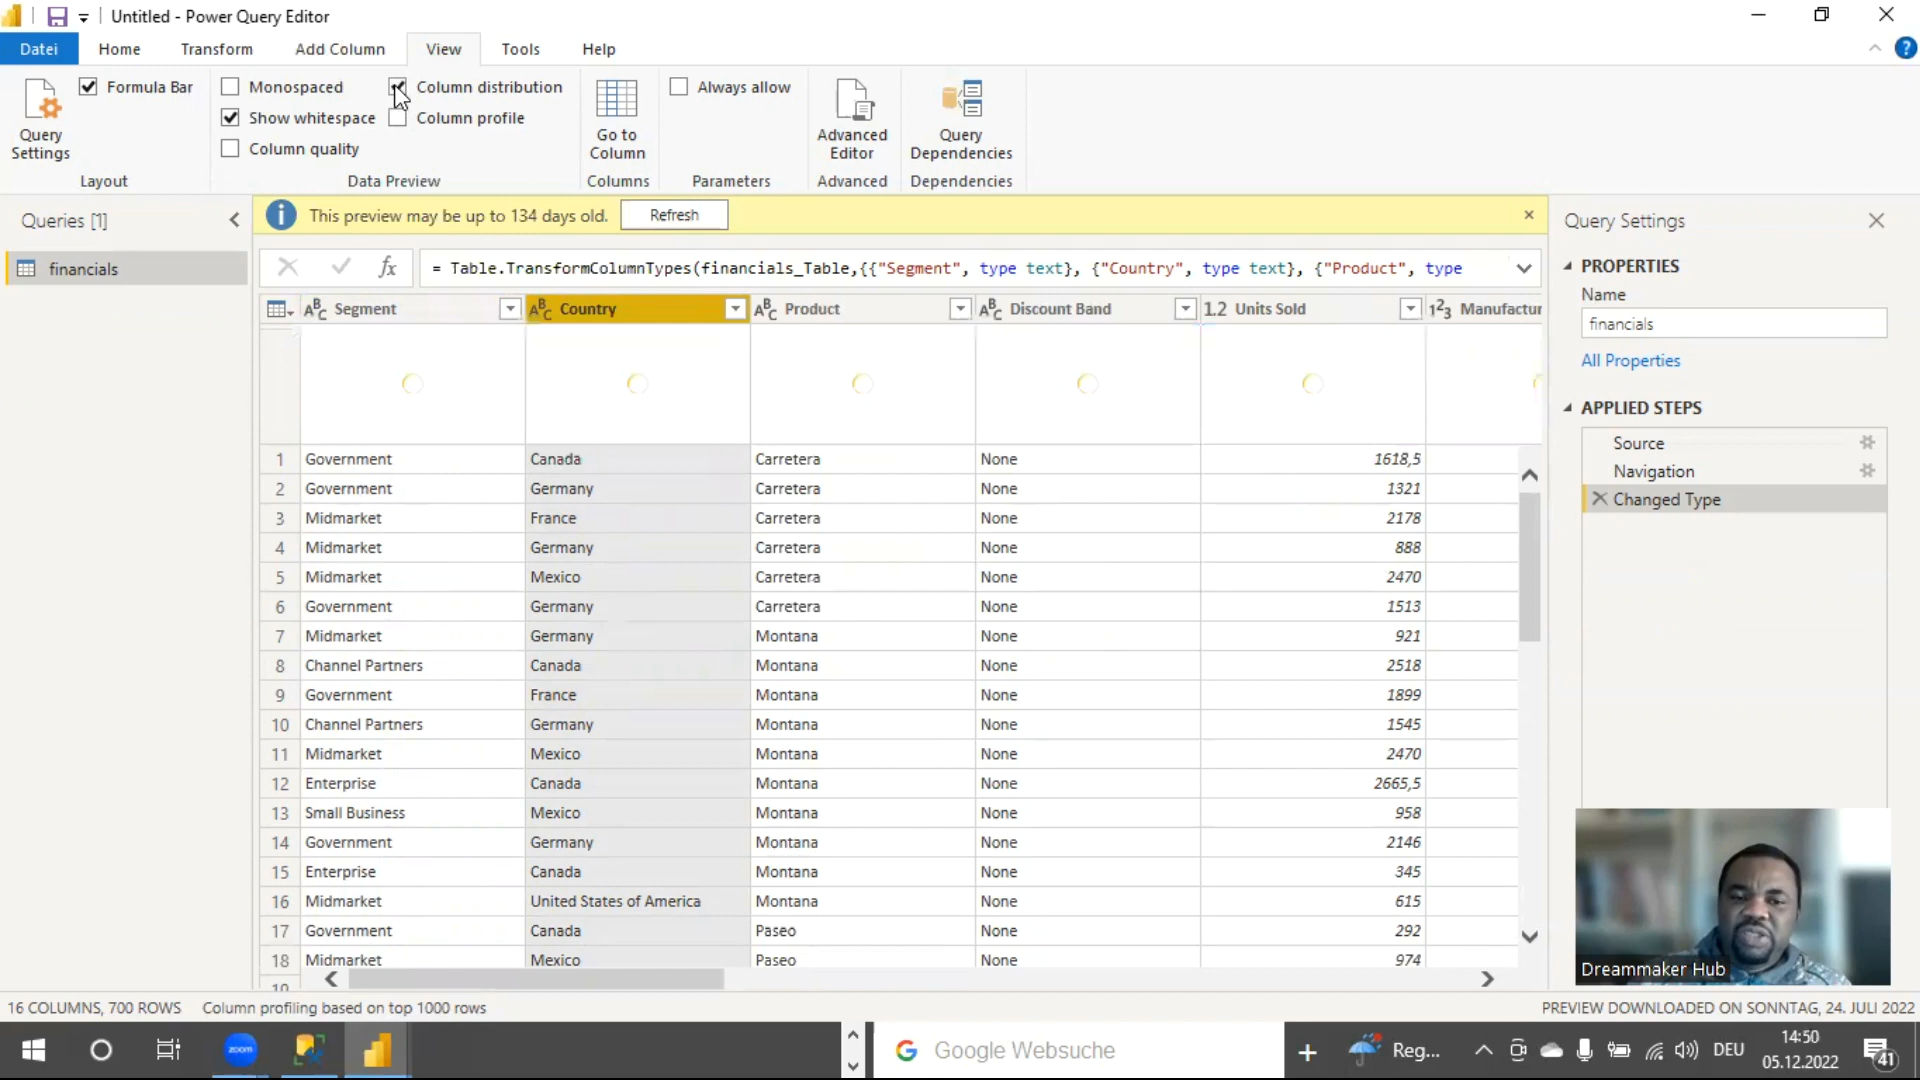 Untitled - Power Query Editor
Datei Home Transform Add Column View Tools Help
Query Settings
Formula Bar
Layout
Monospaced
Show whitespace
Column quality
Column distribution
Column profile
Data Preview
Go to Column
Columns
Always allow
Parameters
Advanced Editor
Advanced
Query Dependencies
Dependencies
Queries [1]
financials
This preview may be up to 134 days old. Refresh
fx = Table.TransformColumnTypes(financials_Table,{{"Segment", type text}, {"Country", type text}, {"Product", type
ABC Segment ABC Country ABC Product ABC Discount Band 1.2 Units Sold 123 Manufactur
1 Government Canada Carretera None 1618,5
2 Government Germany Carretera None 1321
3 Midmarket France Carretera None 2178
4 Midmarket Germany Carretera None 888
5 Midmarket Mexico Carretera None 2470
6 Government Germany Carretera None 1513
7 Midmarket Germany Montana None 921
8 Channel Partners Canada Montana None 2518
9 Government France Montana None 1899
10 Channel Partners Germany Montana None 1545
11 Midmarket Mexico Montana None 2470
12 Enterprise Canada Montana None 2665,5
13 Small Business Mexico Montana None 958
14 Government Germany Montana None 2146
15 Enterprise Canada Montana None 345
16 Midmarket United States of America Montana None 615
17 Government Canada Paseo None 292
18 Midmarket Mexico Paseo None 974
Query Settings
PROPERTIES
Name
financials
All Properties
APPLIED STEPS
Source
Navigation
Changed Type
Dreammaker Hub
16 COLUMNS, 700 ROWS Column profiling based on top 1000 rows
PREVIEW DOWNLOADED ON SONNTAG, 24. JULI 2022
zoom
G Google Websuche
Reg...
DEU
14:50
05.12.2022
41